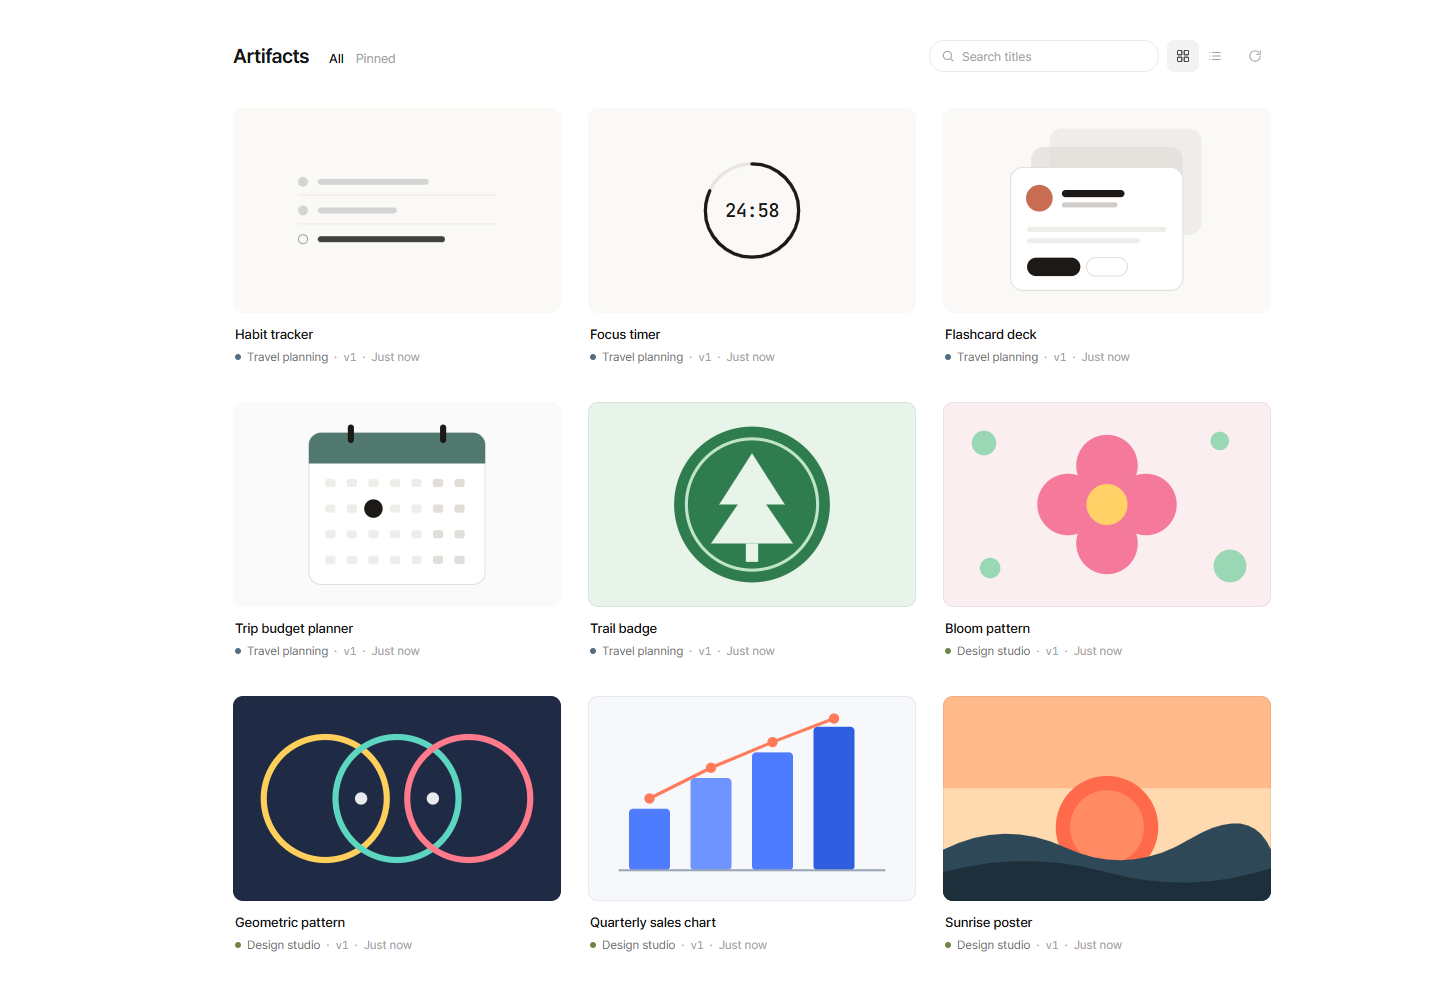 Artifacts All Pinned Search titles
24:58
Habit tracker Focus timer Flashcard deck
Travel planning · v1 · Just now Travel planning · v1 · Just now Travel planning · v1 · Just now
Trip budget planner Trail badge Bloom pattern
Travel planning · v1 · Just now Travel planning · v1 · Just now Design studio · v1 · Just now
Geometric pattern Quarterly sales chart Sunrise poster
Design studio · v1 · Just now Design studio · v1 · Just now Design studio · v1 · Just now